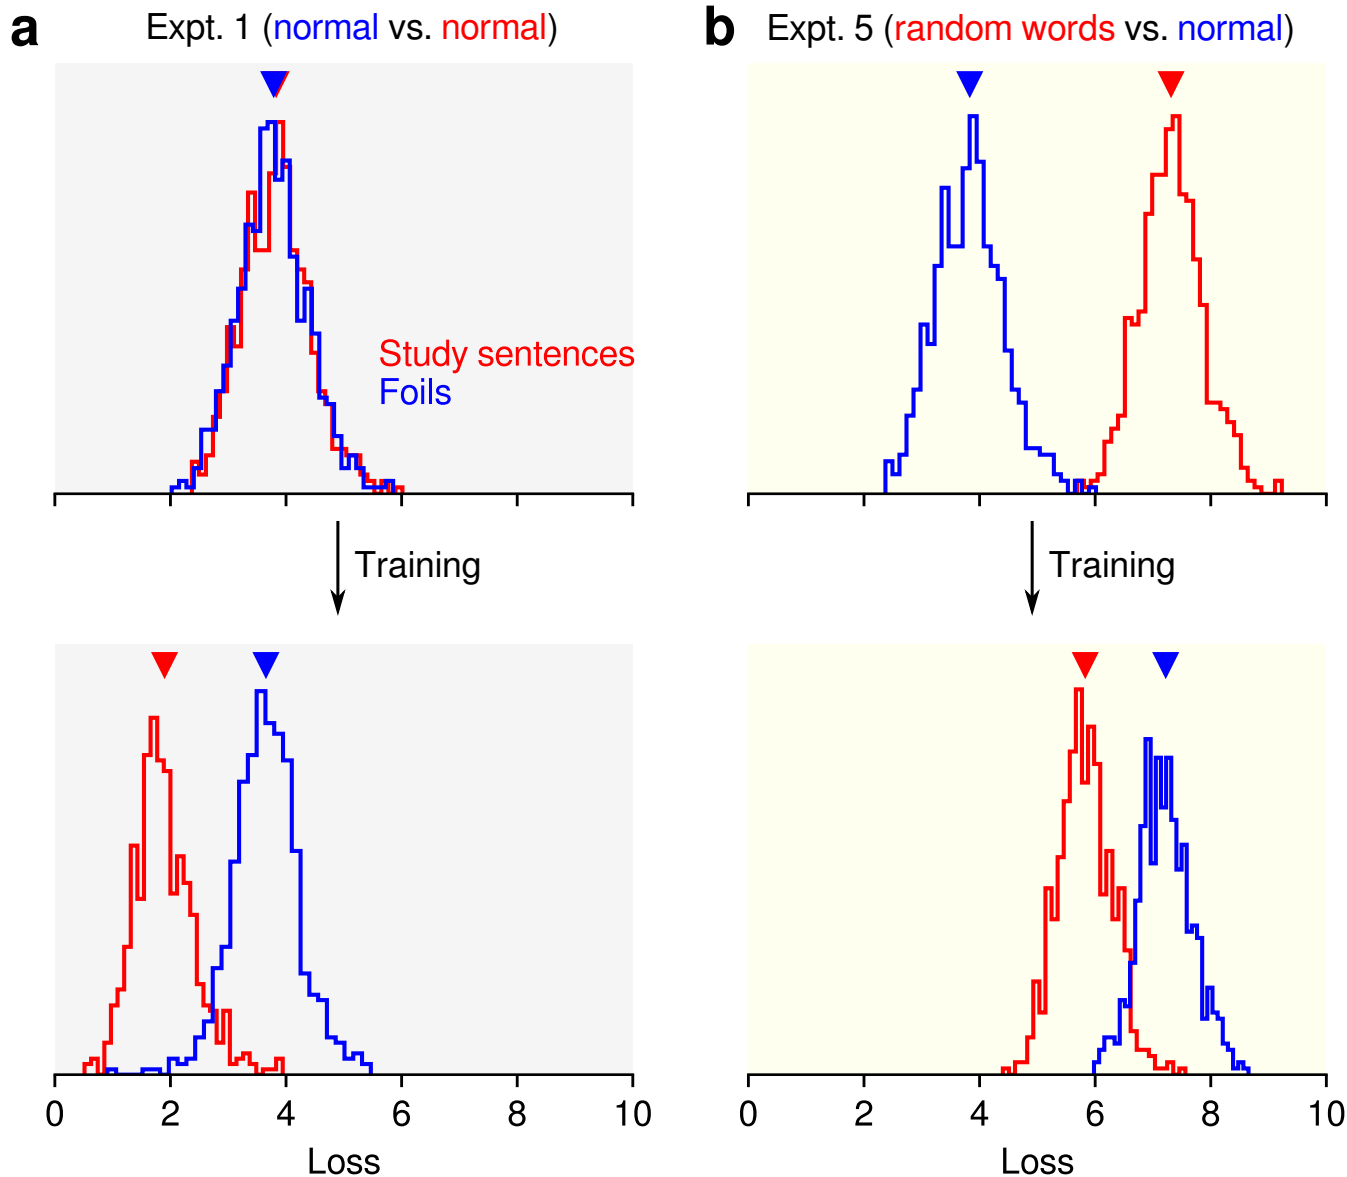 a Expt. 1 (normal vs. normal)
b Expt. 5 (random words vs. normal)
Study sentences
Foils
Training
Training
0 2 4 6 8 10
Loss
0 2 4 6 8 10
Loss